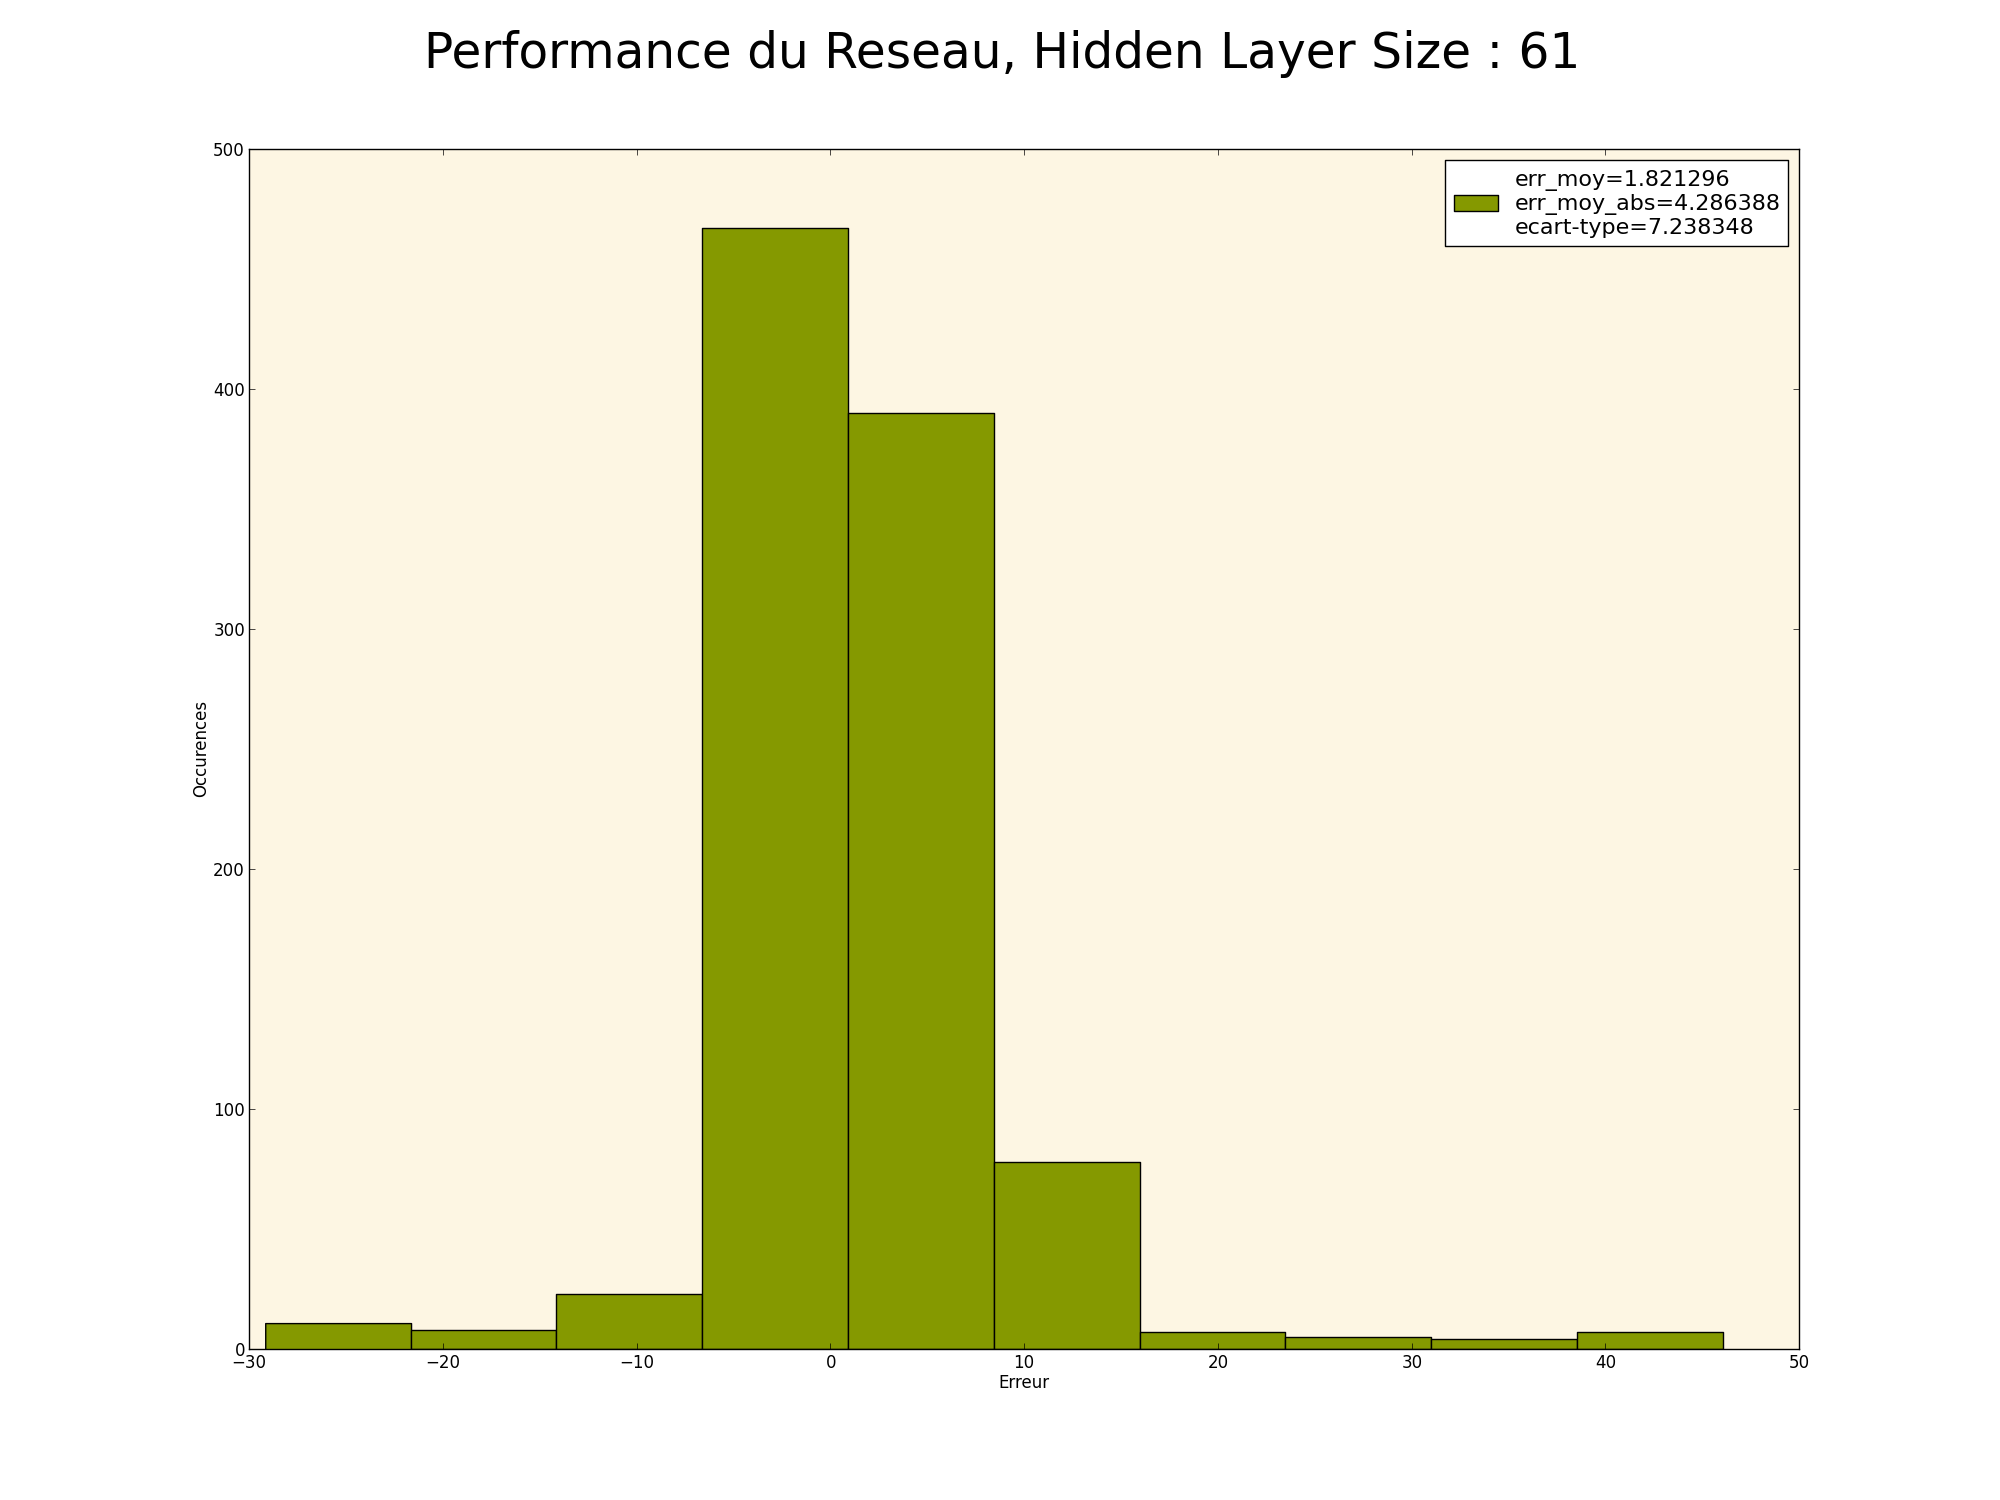 Performance du Reseau, Hidden Layer Size : 61
500
400
300
200
100
0
Occurences
err_moy=1.821296
err_moy_abs=4.286388
ecart-type=7.238348
−30 −20 −10 0 10 20 30 40 50
Erreur